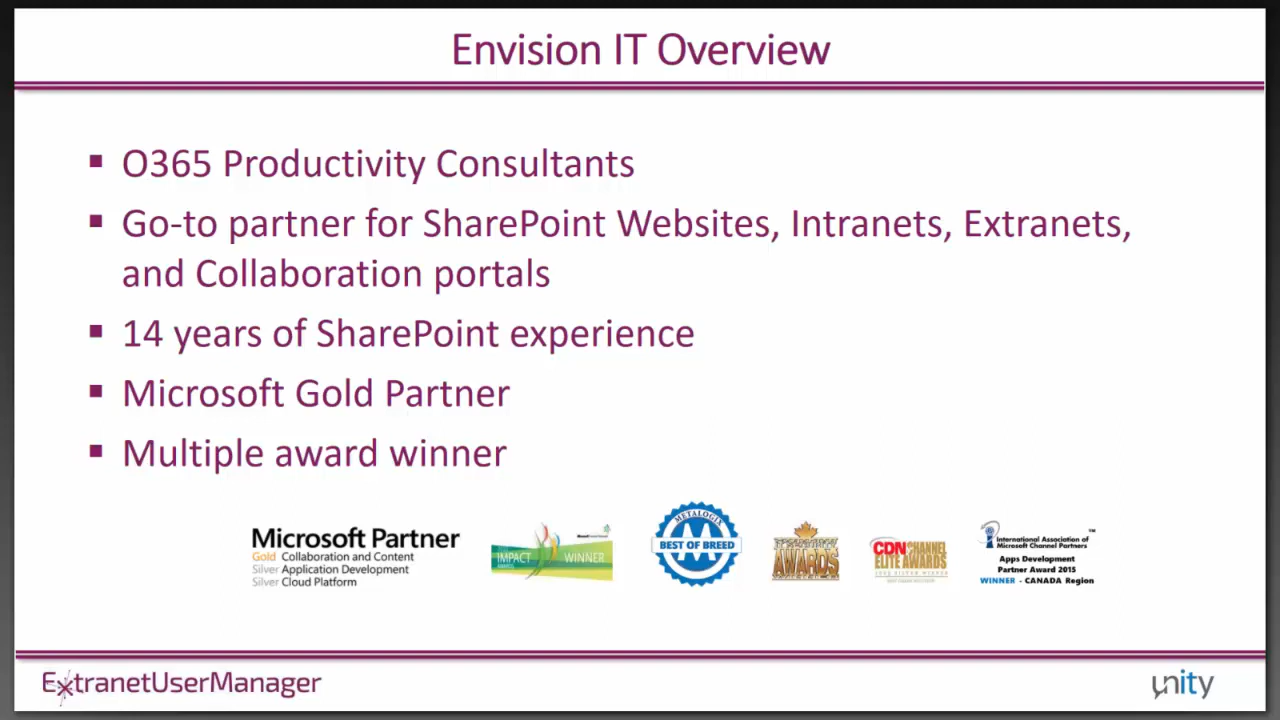 Envision IT Overview
O365 Productivity Consultants
Go-to partner for SharePoint Websites, Intranets, Extranets,
and Collaboration portals
14 years of SharePoint experience
Microsoft Gold Partner
Multiple award winner
Microsoft Partner
Gold Collaboration and Content
Silver Application Development
Silver Cloud Platform
IMPACT
AWARDS
WINNER
METALOGIX
BEST OF BREED
AWARDS
CDN CHANNEL
ELITE AWARDS
International Association of
Microsoft Channel Partners
™
Apps Development
Partner Award 2015
WINNER - CANADA Region
ExtranetUserManager
unity